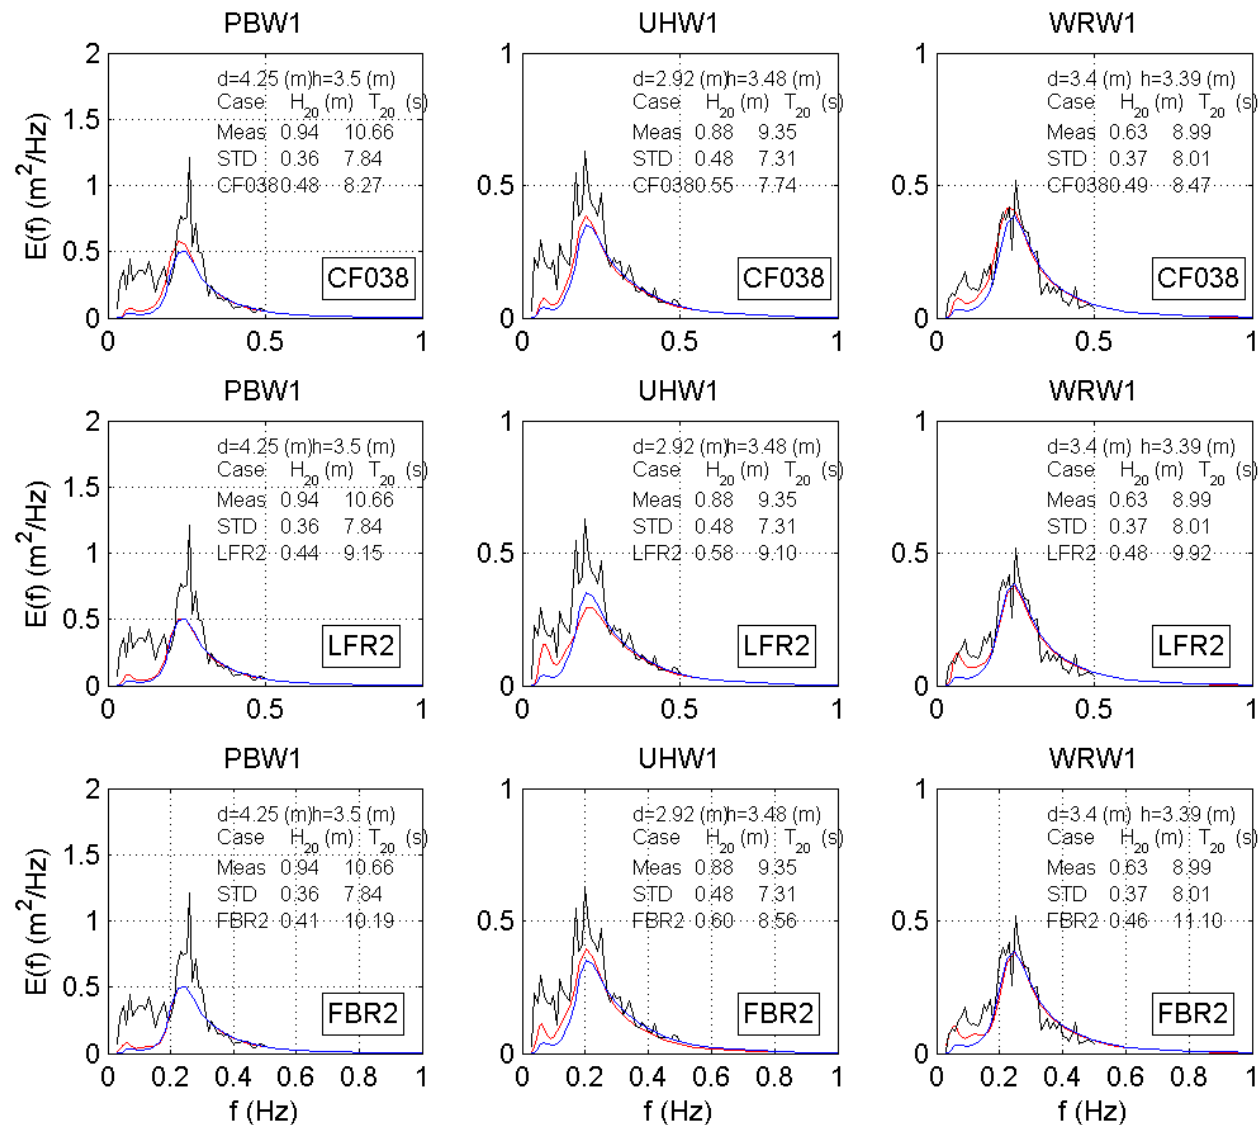 PBW1 UHW1 WRW1
2 1 1
d=4.25 (m)h=3.5 (m) d=2.92 (m)h=3.48 (m) d=3.4 (m) h=3.39 (m)
Case H20 (m) T20 (s) Case H20 (m) T20 (s) Case H20 (m) T20 (s)
1.5
Meas 0.94 10.66 Meas 0.88 9.35 Meas 0.63 8.99
STD 0.36 7.84 STD 0.48 7.31 STD 0.37 8.01
1 CF038 0.48 8.27 0.5 CF038 0.55 7.74 0.5 CF038 0.49 8.47
E(f) (m2/Hz)
0.5
CF038 CF038 CF038
0 0 0
0 0.5 1 0 0.5 1 0 0.5 1
PBW1 UHW1 WRW1
2 1 1
d=4.25 (m)h=3.5 (m) d=2.92 (m)h=3.48 (m) d=3.4 (m) h=3.39 (m)
Case H20 (m) T20 (s) Case H20 (m) T20 (s) Case H20 (m) T20 (s)
1.5
Meas 0.94 10.66 Meas 0.88 9.35 Meas 0.63 8.99
STD 0.36 7.84 STD 0.48 7.31 STD 0.37 8.01
1 LFR2 0.44 9.15 0.5 LFR2 0.58 9.10 0.5 LFR2 0.48 9.92
E(f) (m2/Hz)
0.5
LFR2 LFR2 LFR2
0 0 0
0 0.5 1 0 0.5 1 0 0.5 1
PBW1 UHW1 WRW1
2 1 1
d=4.25 (m)h=3.5 (m) d=2.92 (m)h=3.48 (m) d=3.4 (m) h=3.39 (m)
Case H20 (m) T20 (s) Case H20 (m) T20 (s) Case H20 (m) T20 (s)
1.5
Meas 0.94 10.66 Meas 0.88 9.35 Meas 0.63 8.99
STD 0.36 7.84 STD 0.48 7.31 STD 0.37 8.01
1 FBR2 0.41 10.19 0.5 FBR2 0.60 8.56 0.5 FBR2 0.46 11.10
E(f) (m2/Hz)
0.5
FBR2 FBR2 FBR2
0 0 0
0 0.2 0.4 0.6 0.8 1 0 0.2 0.4 0.6 0.8 1 0 0.2 0.4 0.6 0.8 1
f (Hz) f (Hz) f (Hz)